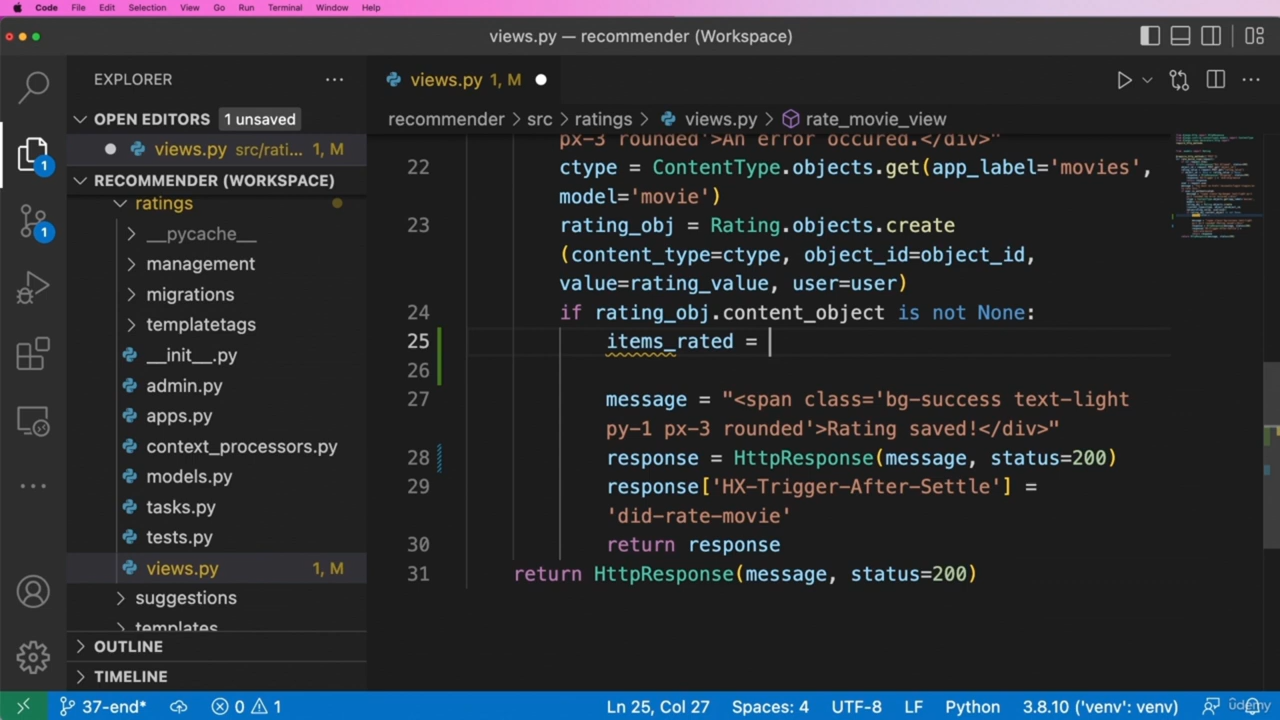 Code File Edit Selection View Go Run Terminal Window Help
views.py — recommender (Workspace)
EXPLORER
views.py 1, M
OPEN EDITORS 1 unsaved
recommender > src > ratings > views.py > rate_movie_view
views.py src/rati... 1, M
RECOMMENDER (WORKSPACE)
ratings
__pycache__
management
migrations
templatetags
__init__.py
admin.py
apps.py
context_processors.py
models.py
tasks.py
tests.py
views.py 1, M
suggestions
templates
OUTLINE
TIMELINE
px-3 rounded'>An error occured.</div>"
22 ctype = ContentType.objects.get(app_label='movies',
model='movie')
23 rating_obj = Rating.objects.create
(content_type=ctype, object_id=object_id,
value=rating_value, user=user)
24 if rating_obj.content_object is not None:
25 items_rated =
26
27 message = "<span class='bg-success text-light
py-1 px-3 rounded'>Rating saved!</div>"
28 response = HttpResponse(message, status=200)
29 response['HX-Trigger-After-Settle'] =
'did-rate-movie'
30 return response
31 return HttpResponse(message, status=200)
37-end* 0 1 Ln 25, Col 27 Spaces: 4 UTF-8 LF Python 3.8.10 ('venv': venv)
udemy